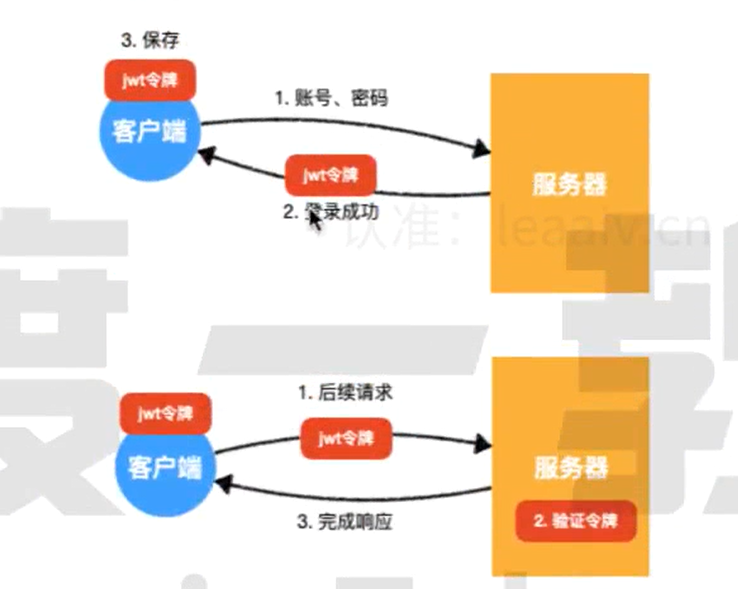 3. 保存
jwt令牌
客户端
1. 账号、密码
jwt令牌
2. 登录成功
服务器
认准：leaaiv.cn
度一教
1. 后续请求
jwt令牌
jwt令牌
客户端
服务器
2. 验证令牌
3. 完成响应